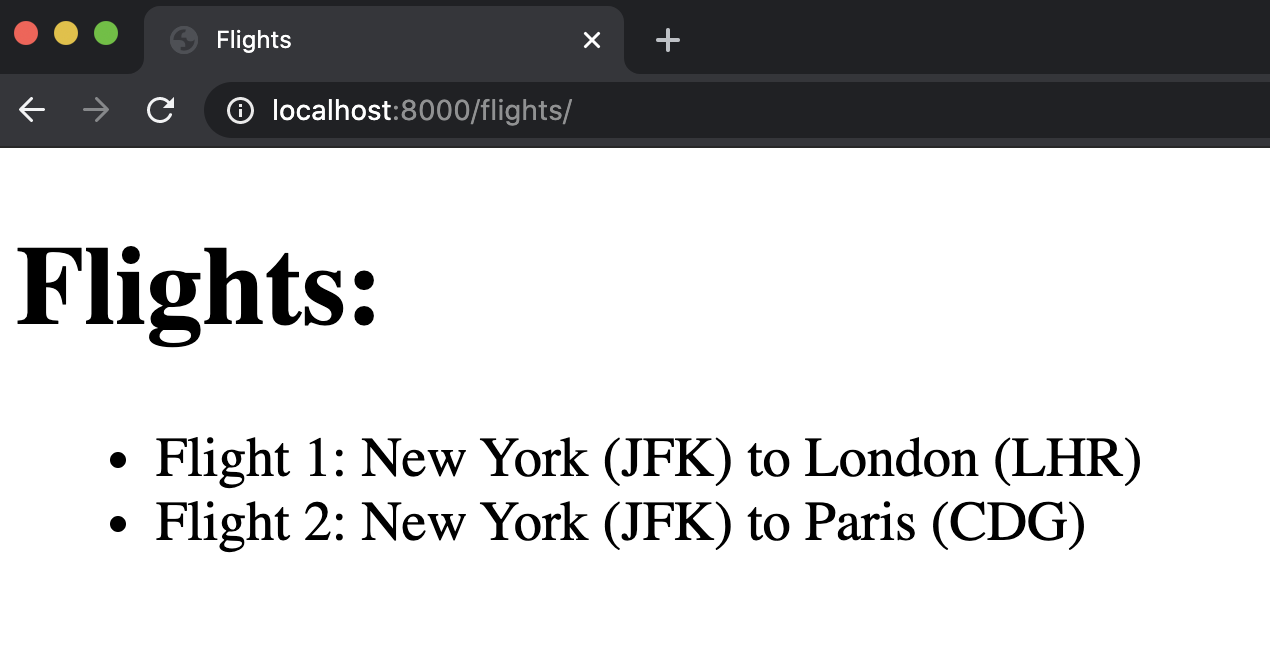 Flights
localhost:8000/flights/
Flights:
Flight 1: New York (JFK) to London (LHR)
Flight 2: New York (JFK) to Paris (CDG)